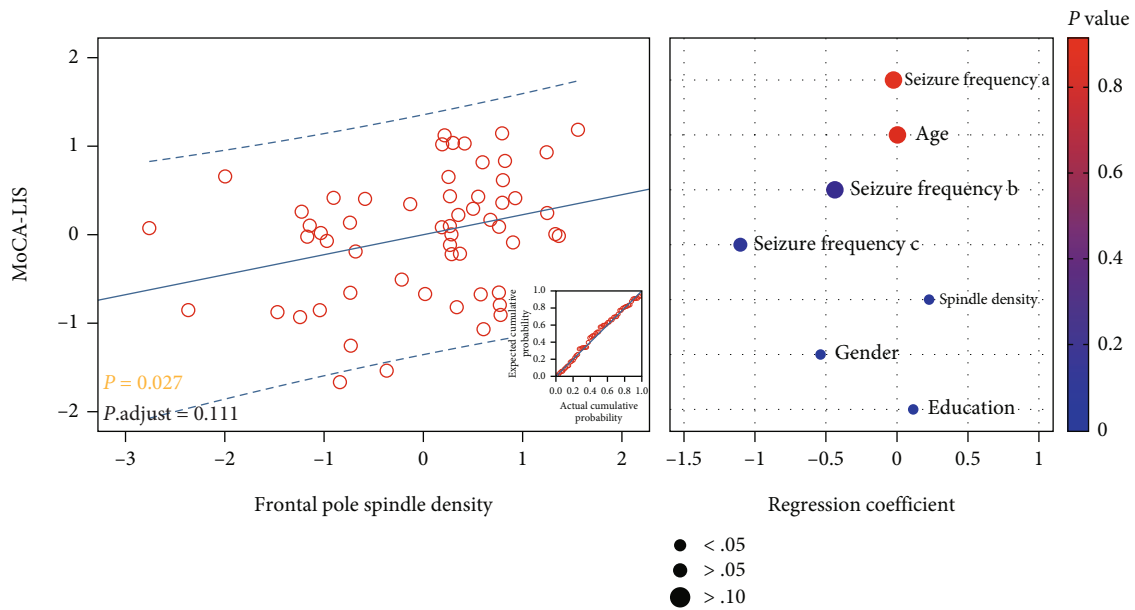 MoCA-LIS
2
1
0
−1
−2
P = 0.027
P.adjust = 0.111
−3
−2
−1
0
1
2
Frontal pole spindle density
Expected cumulative
probability
1.0
0.8
0.6
0.4
0.2
0.0
0.0 0.2 0.4 0.6 0.8 1.0
Actual cumulative
probability
Seizure frequency a
Age
Seizure frequency b
Seizure frequency c
Spindle density
Gender
Education
−1.5
−1
−0.5
0
0.5
1
Regression coefficient
P value
0.8
0.6
0.4
0.2
0
< .05
> .05
> .10